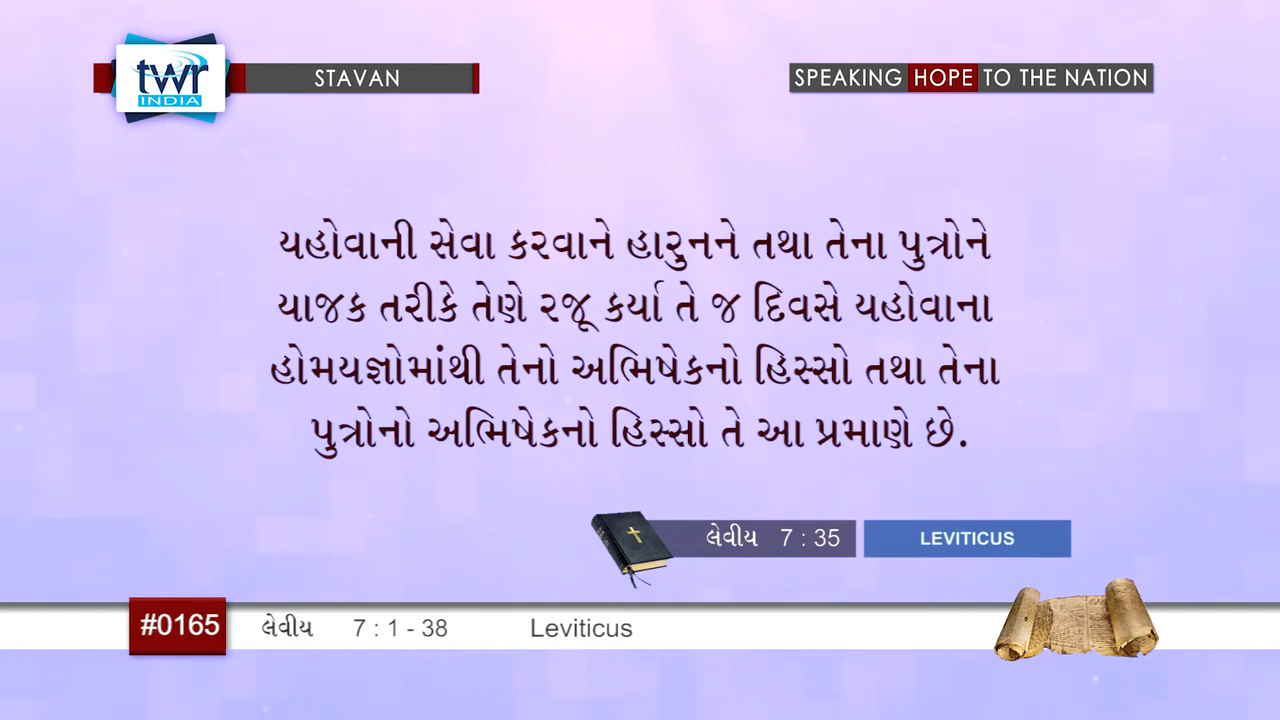 twr
INDIA
STAVAN
SPEAKING HOPE TO THE NATION
યહોવાની સેવા કરવાને હારુનને તથા તેના પુત્રોને
યાજક તરીકે તેણે રજૂ કર્યા તે જ દિવસે યહોવાના
હોમયજ્ઞોમાંથી તેનો અભિષેકનો હિસ્સો તથા તેના
પુત્રોનો અભિષેકનો હિસ્સો તે આ પ્રમાણે છે.
લેવીય 7 : 35 LEVITICUS
#0165 લેવીય 7 : 1 - 38 Leviticus